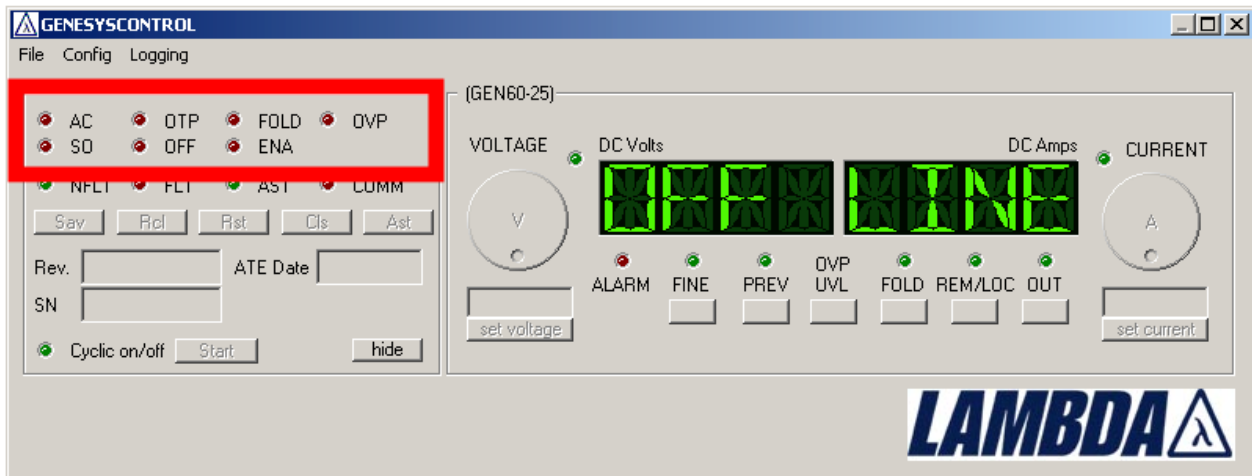 GENESYSCONTROL
File Config Logging
AC OTP FOLD OVP
SO OFF ENA
NFLT FLT AST COMM
Sav Rcl Rst Cls Ast
Rev. ATE Date
SN
Cyclic on/off Start hide
(GEN60-25)
VOLTAGE DC Volts DC Amps CURRENT
OFF LINE
V A
ALARM FINE PREV OVP UVL FOLD REM/LOC OUT
set voltage set current
LAMBDA λ